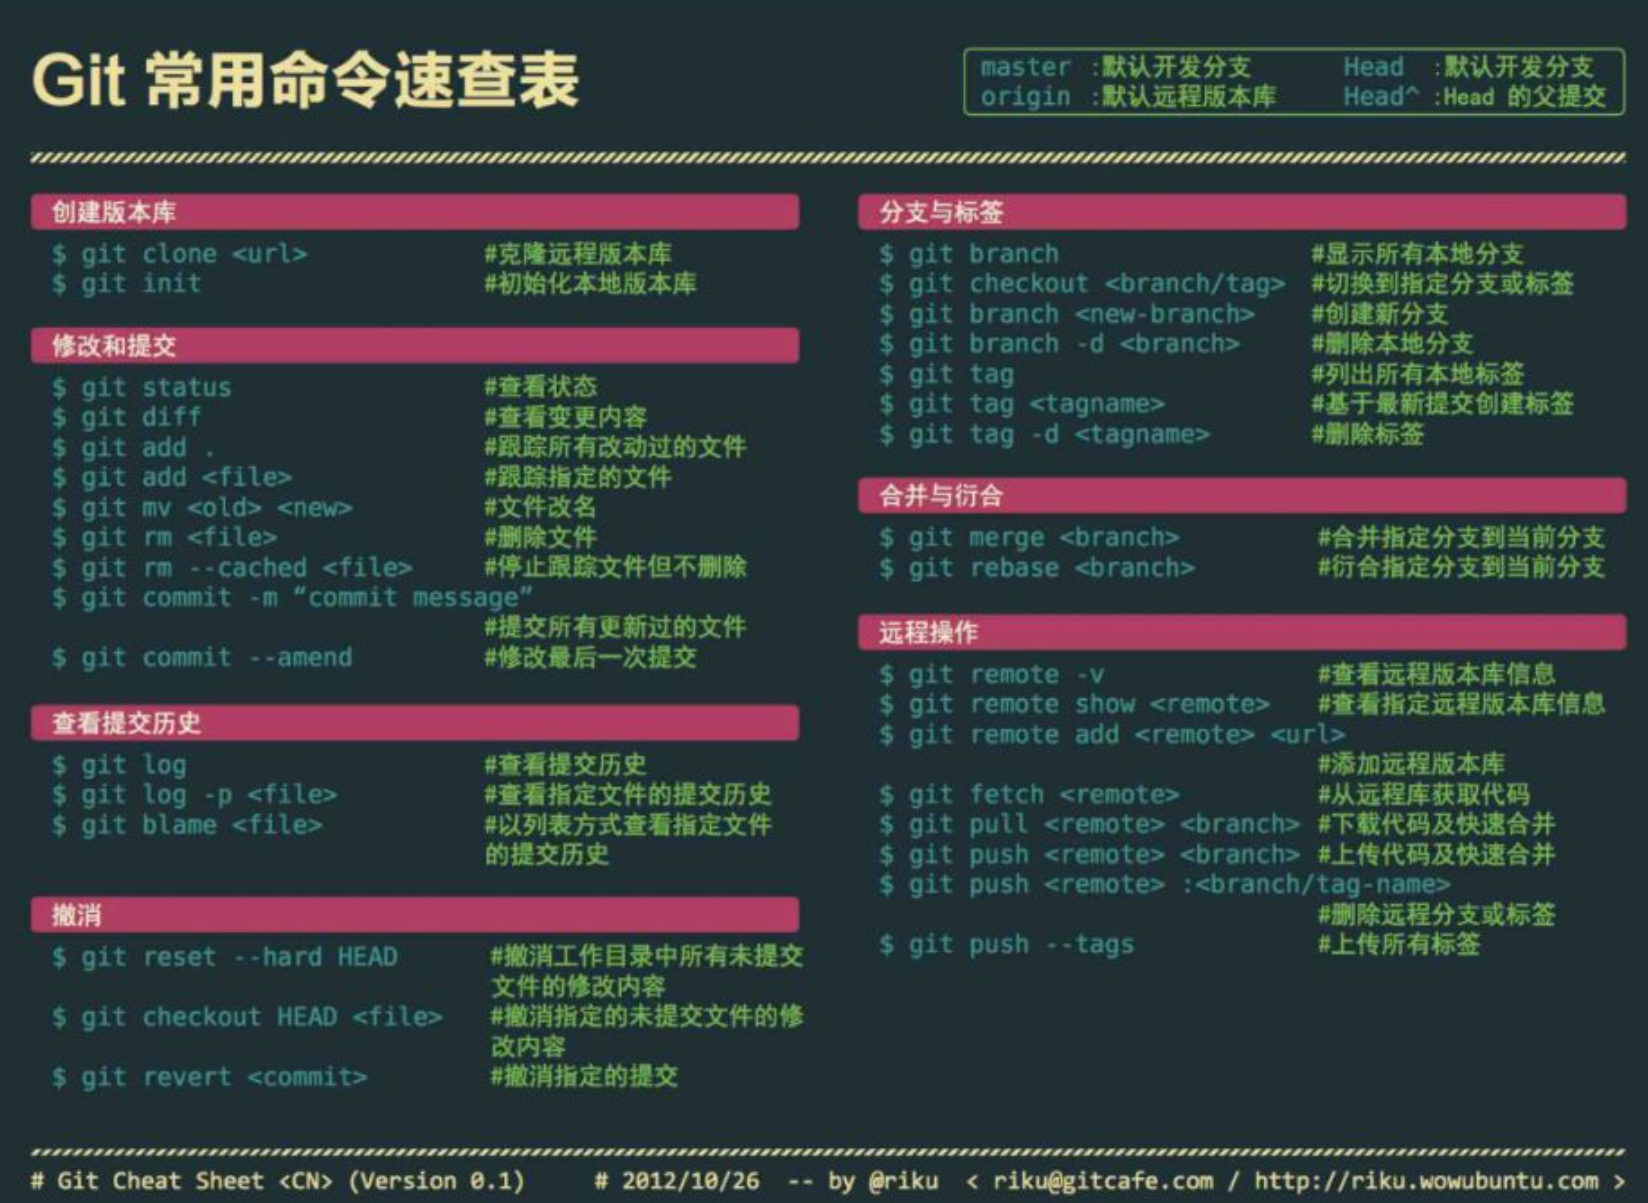 Git 常用命令速查表
master :默认开发分支 Head :默认开发分支
origin :默认远程版本库 Head^ :Head 的父提交
创建版本库
$ git clone <url> #克隆远程版本库
$ git init #初始化本地版本库
修改和提交
$ git status #查看状态
$ git diff #查看变更内容
$ git add . #跟踪所有改动过的文件
$ git add <file> #跟踪指定的文件
$ git mv <old> <new> #文件改名
$ git rm <file> #删除文件
$ git rm --cached <file> #停止跟踪文件但不删除
$ git commit -m “commit message”
#提交所有更新过的文件
$ git commit --amend #修改最后一次提交
查看提交历史
$ git log #查看提交历史
$ git log -p <file> #查看指定文件的提交历史
$ git blame <file> #以列表方式查看指定文件
的提交历史
撤消
$ git reset --hard HEAD #撤消工作目录中所有未提交
文件的修改内容
$ git checkout HEAD <file> #撤消指定的未提交文件的修
改内容
$ git revert <commit> #撤消指定的提交
分支与标签
$ git branch #显示所有本地分支
$ git checkout <branch/tag> #切换到指定分支或标签
$ git branch <new-branch> #创建新分支
$ git branch -d <branch> #删除本地分支
$ git tag #列出所有本地标签
$ git tag <tagname> #基于最新提交创建标签
$ git tag -d <tagname> #删除标签
合并与衍合
$ git merge <branch> #合并指定分支到当前分支
$ git rebase <branch> #衍合指定分支到当前分支
远程操作
$ git remote -v #查看远程版本库信息
$ git remote show <remote> #查看指定远程版本库信息
$ git remote add <remote> <url>
#添加远程版本库
$ git fetch <remote> #从远程库获取代码
$ git pull <remote> <branch> #下载代码及快速合并
$ git push <remote> <branch> #上传代码及快速合并
$ git push <remote> :<branch/tag-name>
#删除远程分支或标签
$ git push --tags #上传所有标签
# Git Cheat Sheet <CN> (Version 0.1) # 2012/10/26 -- by @riku < riku@gitcafe.com / http://riku.wowubuntu.com >